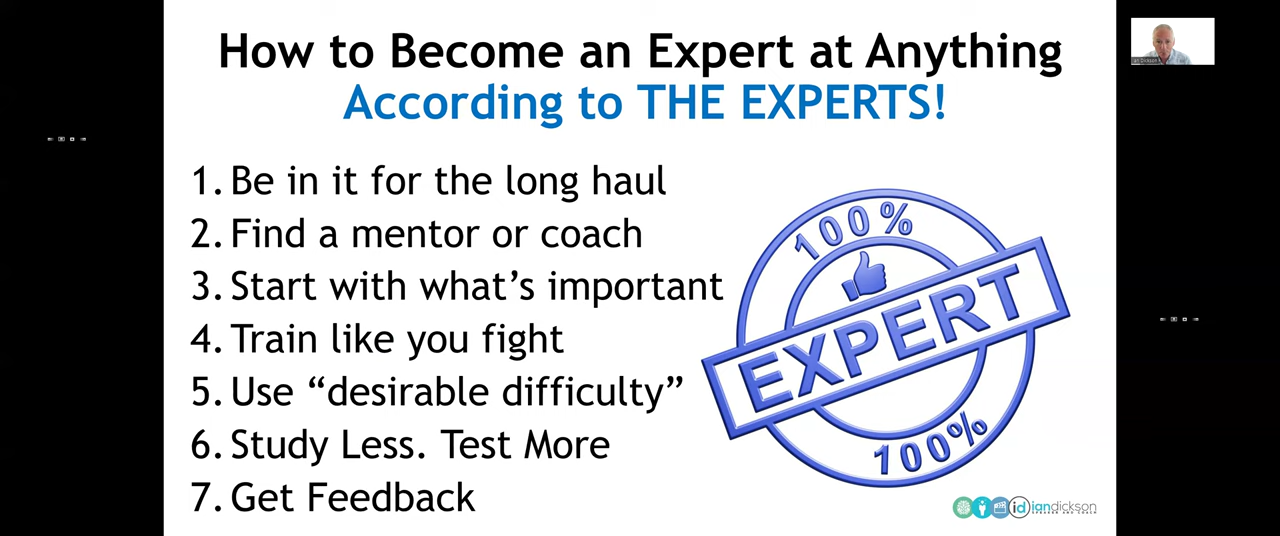 How to Become an Expert at Anything
According to THE EXPERTS!
1. Be in it for the long haul
2. Find a mentor or coach
3. Start with what's important
4. Train like you fight
5. Use “desirable difficulty”
6. Study Less. Test More
7. Get Feedback
100%
EXPERT
100%
id iandickson